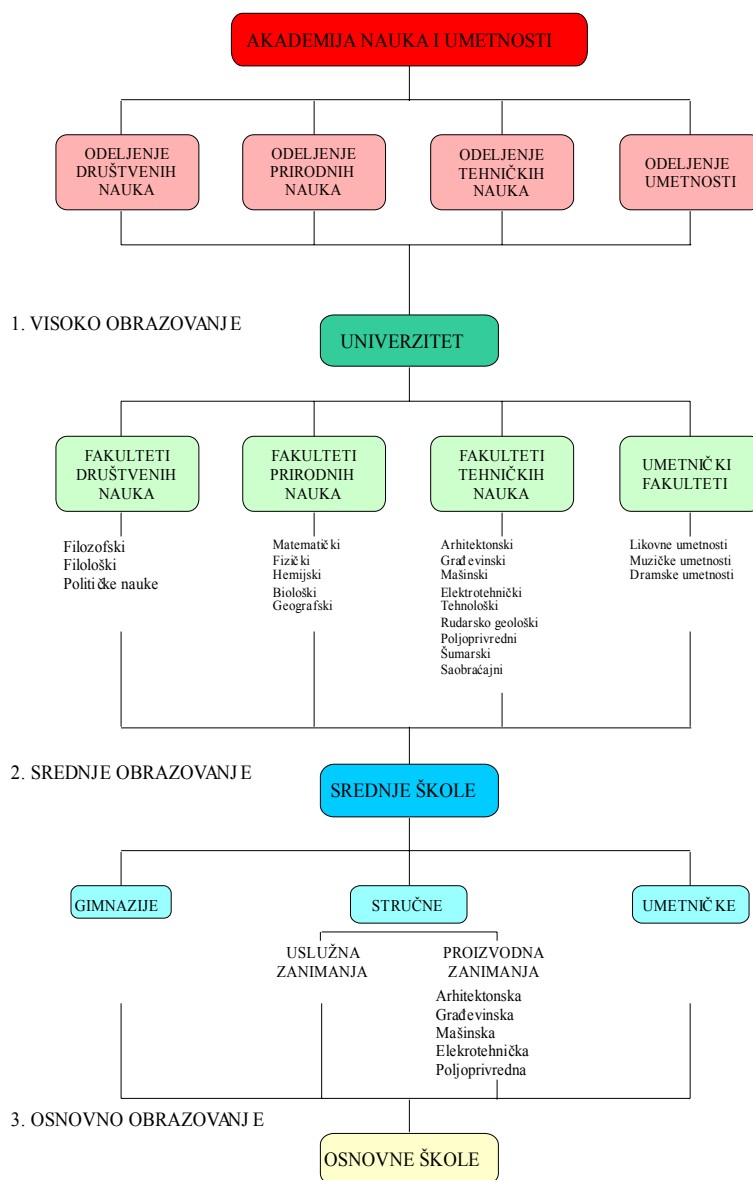 AKADEMIJA NAUKA I UMETNOSTI
ODELJENJE
DRUŠTVENIH
NAUKA
ODELJENJE
PRIRODNIH
NAUKA
ODELJENJE
TEHNIČKIH
NAUKA
ODELJENJE
UMETNOSTI
1. VISOKO OBRAZOVANJE
UNIVERZITET
FAKULTETI
DRUŠTVENIH
NAUKA
FAKULTETI
PRIRODNIH
NAUKA
FAKULTETI
TEHNIČKIH
NAUKA
UMETNIČKI
FAKULTETI
Filozofski
Filološki
Političke nauke
Matematički
Fizički
Hemijski
Biološki
Geografski
Arhitektonski
Građevinski
Mašinski
Elektrotehnički
Tehnološki
Rudarsko geološki
Poljoprivredni
Šumarski
Saobraćajni
Likovne umetnosti
Muzičke umetnosti
Dramske umetnosti
2. SREDNJE OBRAZOVANJE
SREDNJE ŠKOLE
GIMNAZIJE
STRUČNE
UMETNIČKE
USLUŽNA
ZANIMANJA
PROIZVODNA
ZANIMANJA
Arhitektonska
Građevinska
Mašinska
Elekrotehnička
Poljoprivredna
3. OSNOVNO OBRAZOVANJE
OSNOVNE ŠKOLE